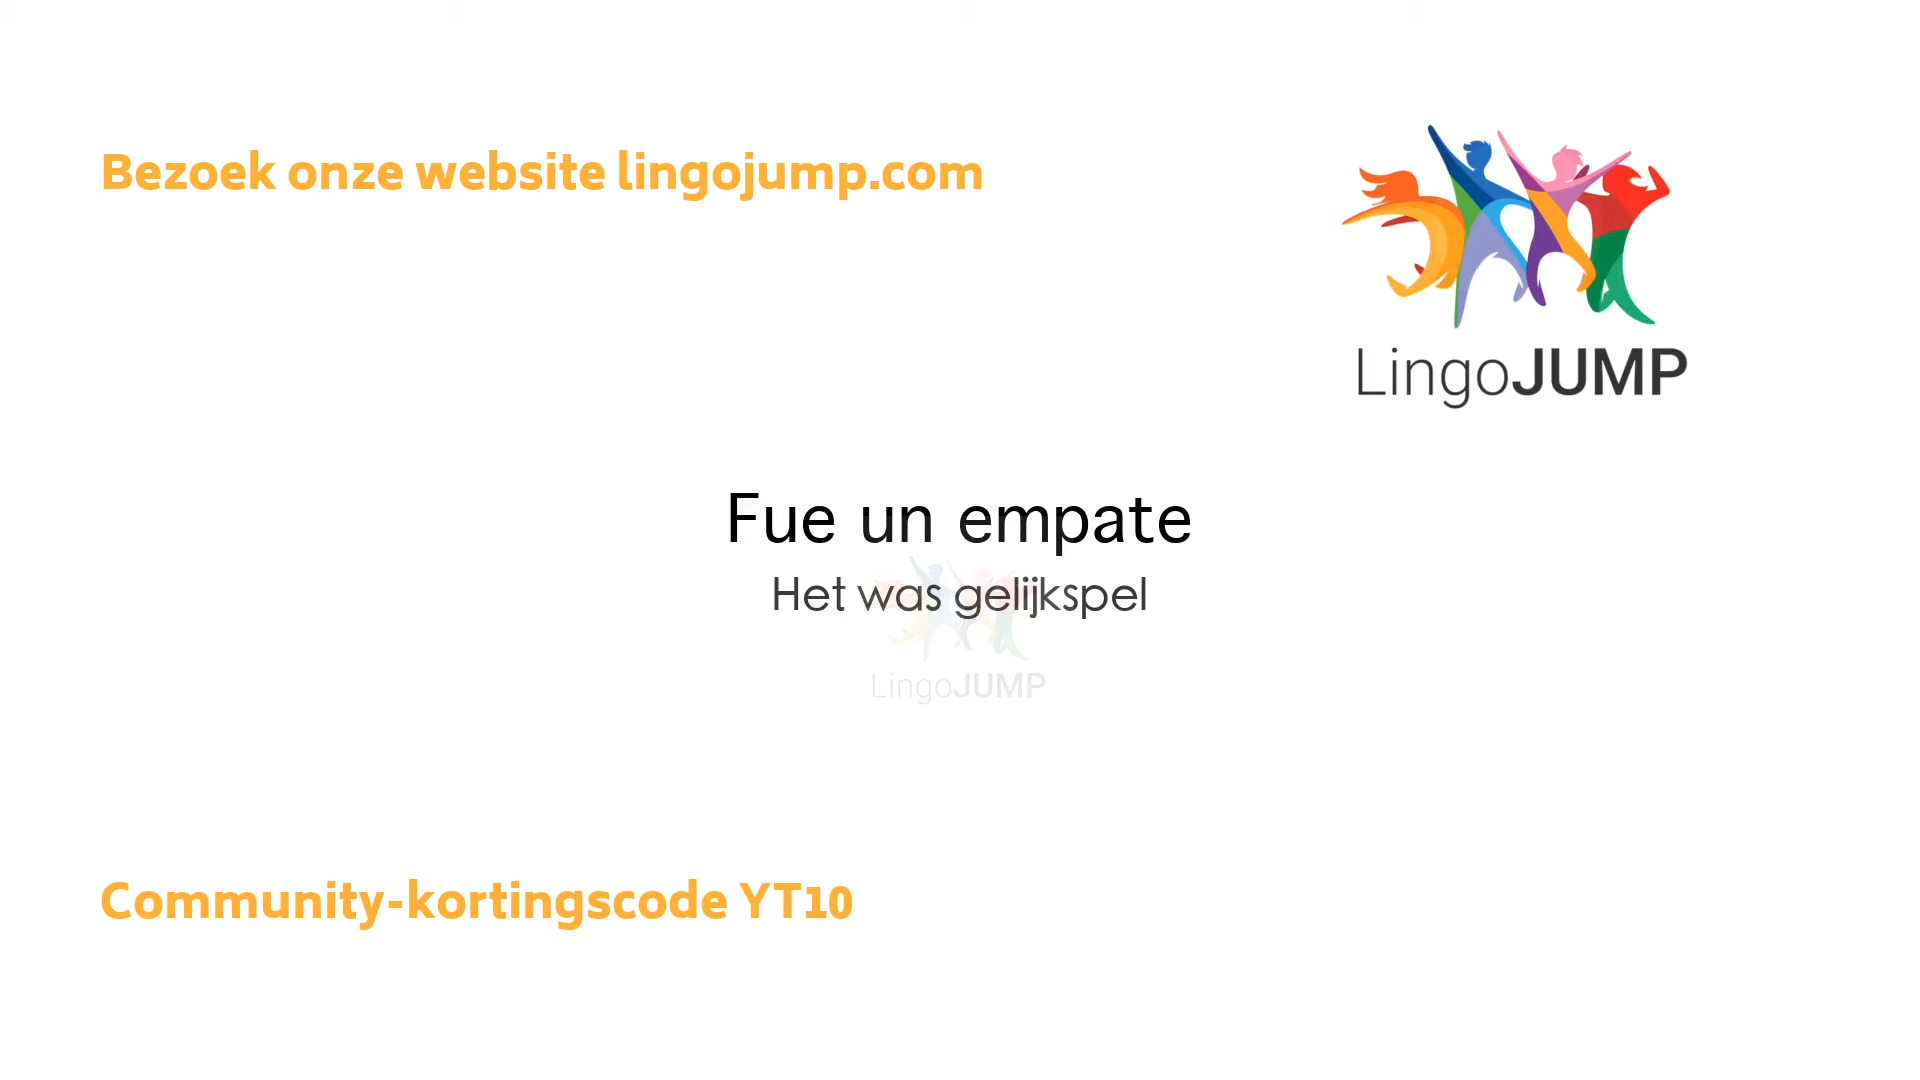 Bezoek onze website lingojump.com
LingoJUMP
Fue un empate
Het was gelijkspel
LingoJUMP
Community-kortingscode YT10